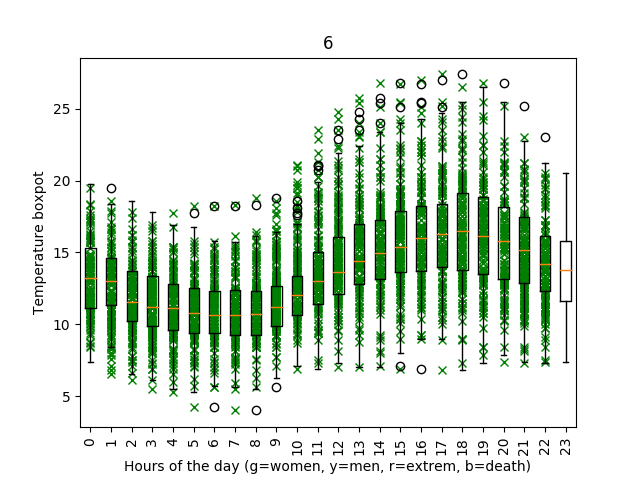 6
25
20
15
10
5
Temperature boxpot
0 1 2 3 4 5 6 7 8 9 10 11 12 13 14 15 16 17 18 19 20 21 22 23
Hours of the day (g=women, y=men, r=extrem, b=death)